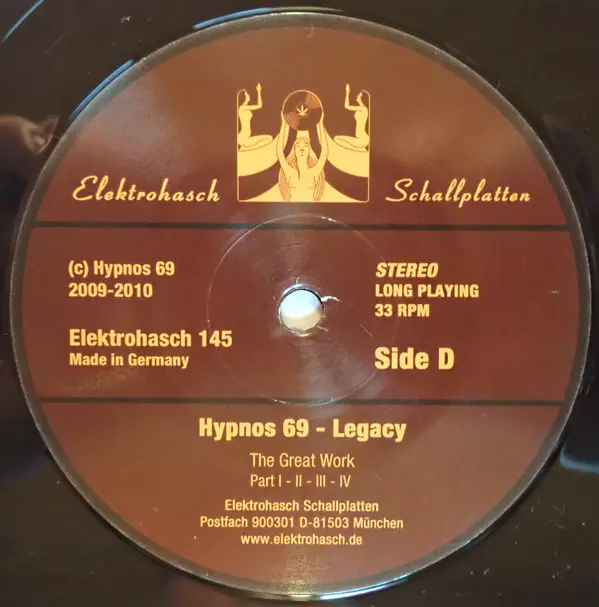 Elektrohasch Schallplatten
(c) Hypnos 69
2009-2010
Elektrohasch 145
Made in Germany
STEREO
LONG PLAYING
33 RPM
Side D
Hypnos 69 - Legacy
The Great Work
Part I - II - III - IV
Elektrohasch Schallplatten
Postfach 900301 D-81503 München
www.elektrohasch.de